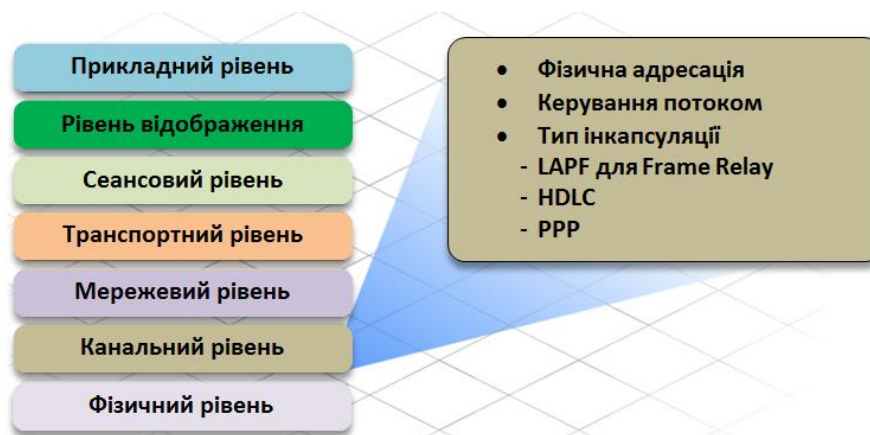 Прикладний рівень
Рівень відображення
Сеансовий рівень
Транспортний рівень
Мережевий рівень
Канальний рівень
Фізичний рівень
• Фізична адресація
• Керування потоком
• Тип інкапсуляції
- LAPF для Frame Relay
- HDLC
- PPP